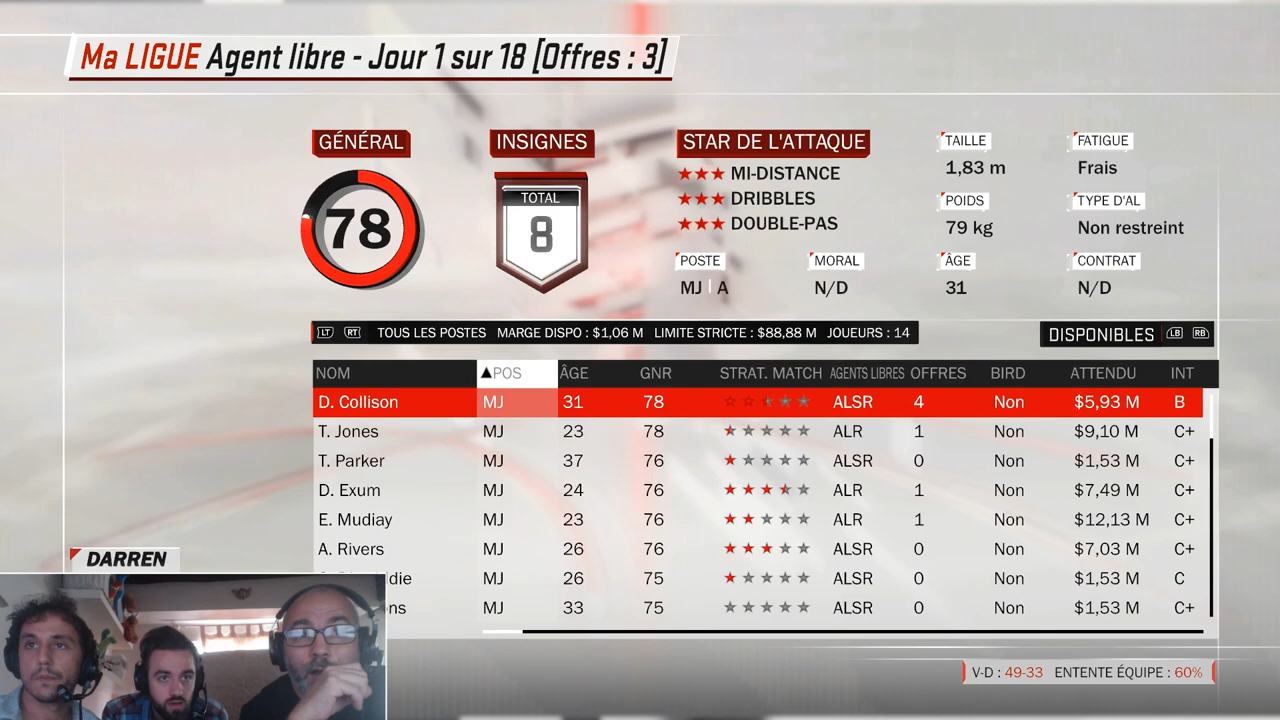 Ma LIGUE Agent libre - Jour 1 sur 18 [Offres : 3]
GÉNÉRAL
78
INSIGNES
TOTAL
8
STAR DE L'ATTAQUE
★★★ MI-DISTANCE
★★★ DRIBBLES
★★★ DOUBLE-PAS
POSTE
MJ | A
MORAL
N/D
TAILLE
1,83 m
POIDS
79 kg
ÂGE
31
FATIGUE
Frais
TYPE D'AL
Non restreint
CONTRAT
N/D
LT RT TOUS LES POSTES MARGE DISPO : $1,06 M LIMITE STRICTE : $88,88 M JOUEURS : 14
DISPONIBLES LB RB
NOM ▲POS ÂGE GNR STRAT. MATCH AGENTS LIBRES OFFRES BIRD ATTENDU INT
D. Collison MJ 31 78 ALSR 4 Non $5,93 M B
T. Jones MJ 23 78 ALR 1 Non $9,10 M C+
T. Parker MJ 37 76 ALSR 0 Non $1,53 M C+
D. Exum MJ 24 76 ALR 1 Non $7,49 M C+
E. Mudiay MJ 23 76 ALR 1 Non $12,13 M C+
A. Rivers MJ 26 76 ALSR 0 Non $7,03 M C+
MJ 26 75 ALSR 0 Non $1,53 M C
MJ 33 75 ALSR 0 Non $1,53 M C+
DARREN
V-D : 49-33 ENTENTE ÉQUIPE : 60%